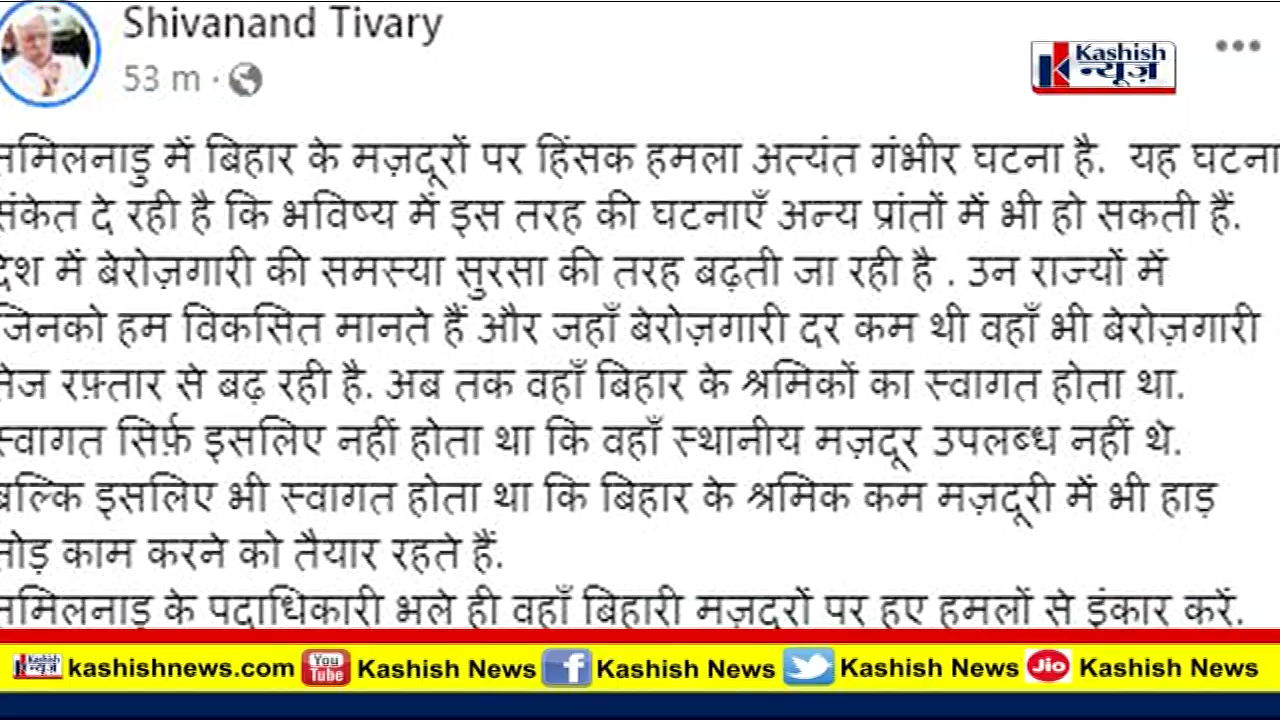 Shivanand Tivary
53 m ·
Kashish
न्यूज़
तमिलनाडु में बिहार के मज़दूरों पर हिंसक हमला अत्यंत गंभीर घटना है. यह घटना
संकेत दे रही है कि भविष्य में इस तरह की घटनाएँ अन्य प्रांतों में भी हो सकती हैं.
देश में बेरोज़गारी की समस्या सुरसा की तरह बढ़ती जा रही है . उन राज्यों में
जिनको हम विकसित मानते हैं और जहाँ बेरोज़गारी दर कम थी वहाँ भी बेरोज़गारी
तेज रफ़्तार से बढ़ रही है. अब तक वहाँ बिहार के श्रमिकों का स्वागत होता था.
स्वागत सिर्फ़ इसलिए नहीं होता था कि वहाँ स्थानीय मज़दूर उपलब्ध नहीं थे.
बल्कि इसलिए भी स्वागत होता था कि बिहार के श्रमिक कम मज़दूरी में भी हाड़
तोड़ काम करने को तैयार रहते हैं.
तमिलनाडु के पदाधिकारी भले ही वहाँ बिहारी मज़दूरों पर हुए हमलों से इंकार करें.
Kashish न्यूज़ kashishnews.com You Tube Kashish News f Kashish News Kashish News Jio Kashish News